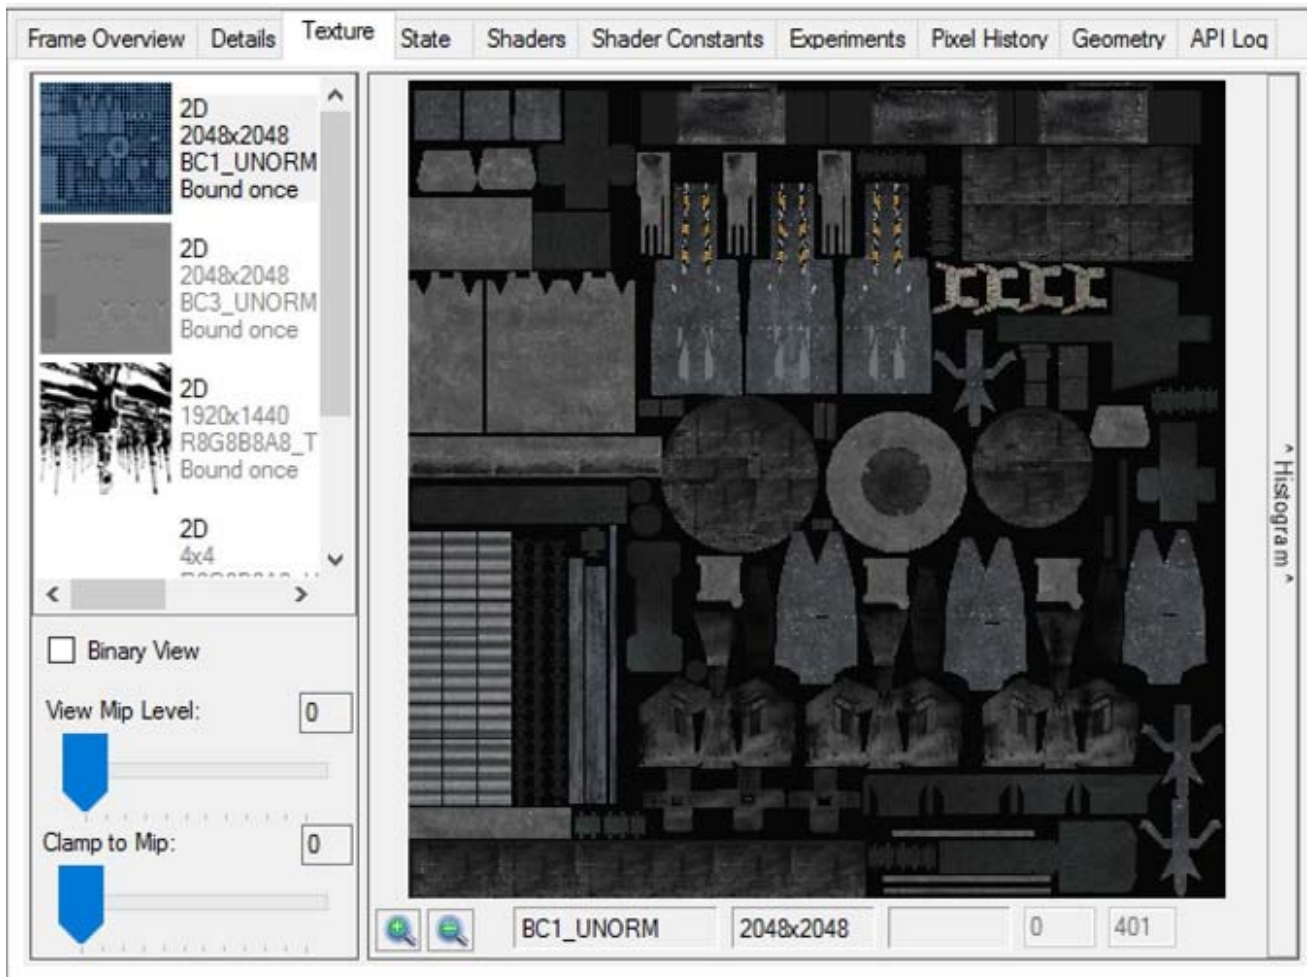 Frame Overview Details Texture State Shaders Shader Constants Experiments Pixel History Geometry API Log
2D
2048x2048
BC1_UNORM
Bound once
2D
2048x2048
BC3_UNORM
Bound once
2D
1920x1440
R8G8B8A8_T
Bound once
2D
4x4
Binary View
View Mip Level: 0
Clamp to Mip: 0
^ Histogram ^
BC1_UNORM 2048x2048 0 401